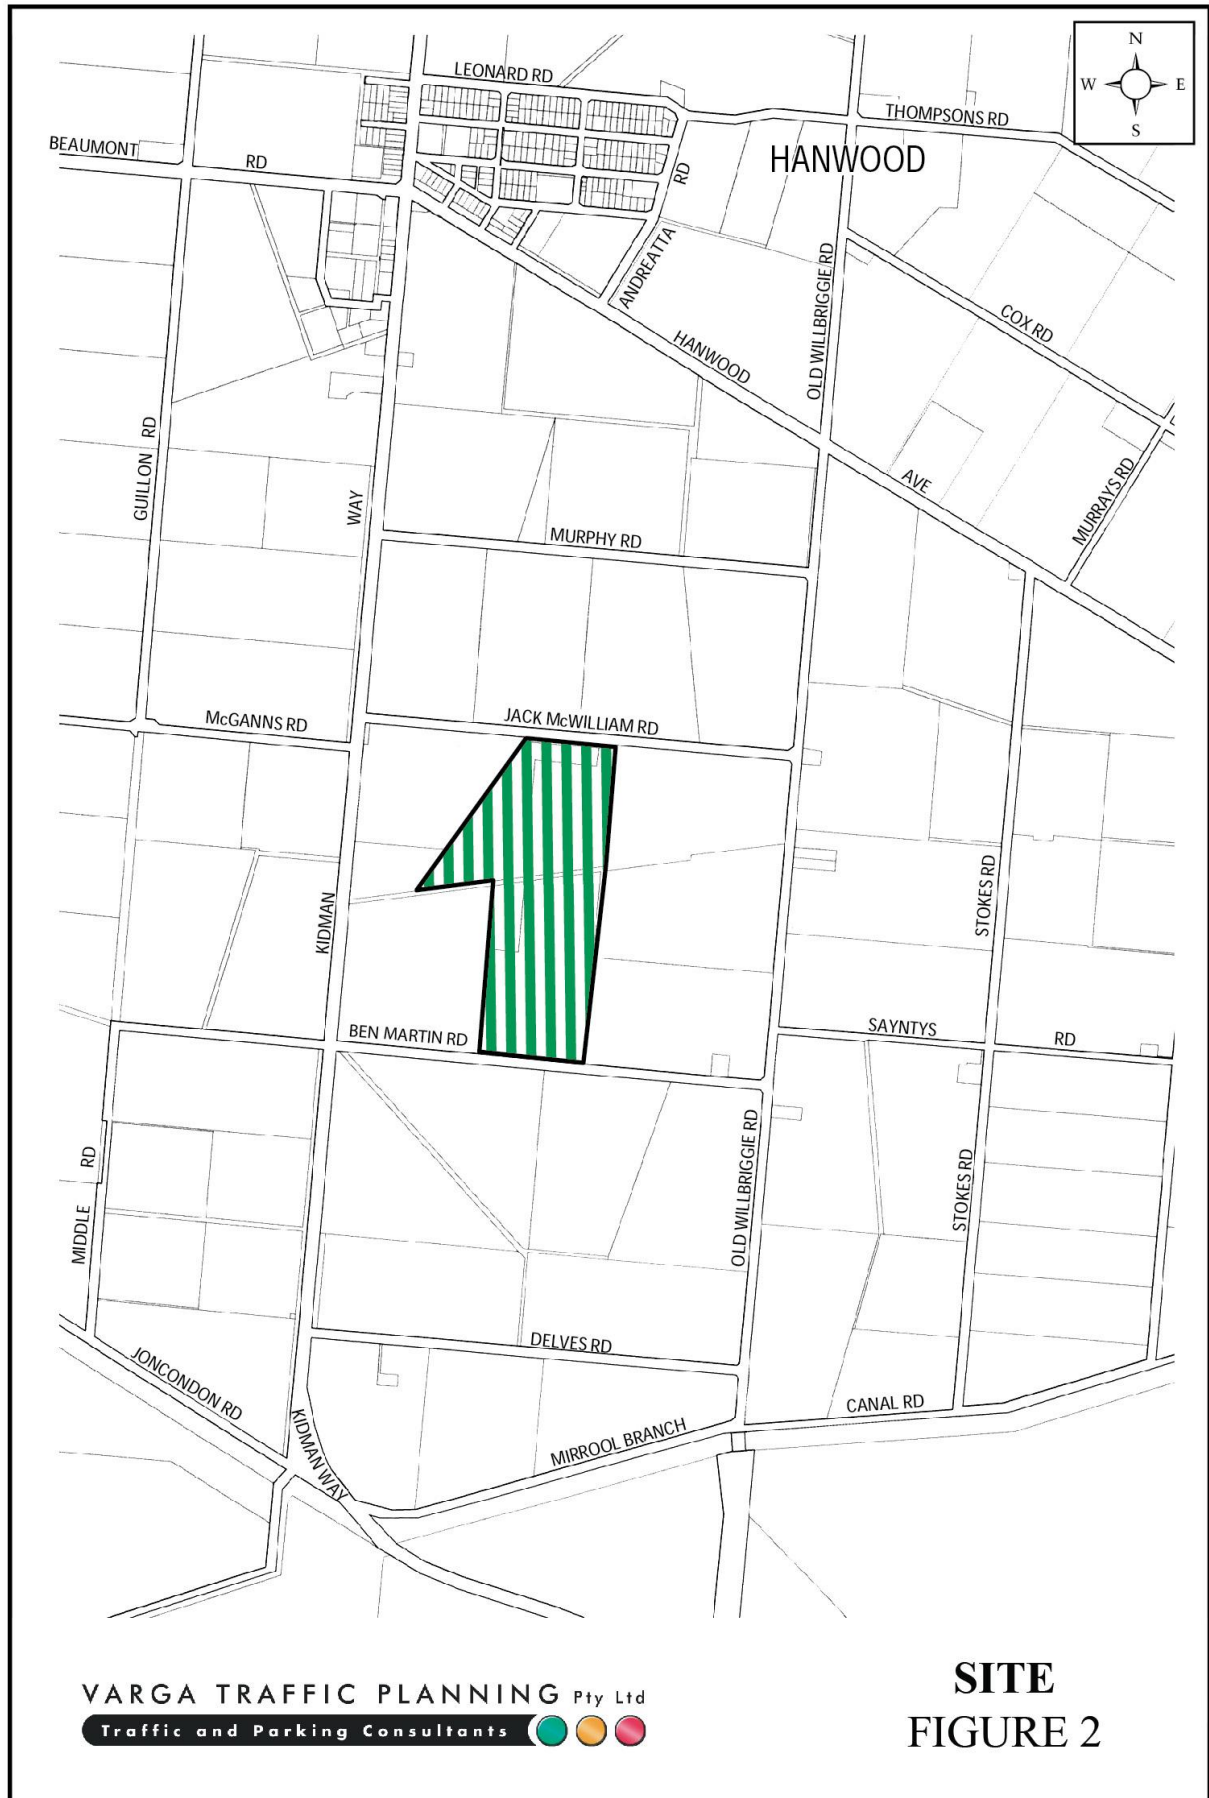 N
W E
S
LEONARD RD
THOMPSONS RD
BEAUMONT
RD
HANWOOD
RD
ANDREATTA
OLD WILLBRIGGIE RD
COX RD
HANWOOD
GUILLON RD
WAY
AVE
MURRAYS RD
MURPHY RD
McGANNS RD
JACK McWILLIAM RD
KIDMAN
STOKES RD
BEN MARTIN RD
SAYNTYS
RD
MIDDLE RD
OLD WILLBRIGGIE RD
STOKES RD
DELVES RD
JONCONDON RD
KIDMAN WAY
MIRROOL BRANCH
CANAL RD
VARGA TRAFFIC PLANNING Pty Ltd
Traffic and Parking Consultants
SITE
FIGURE 2